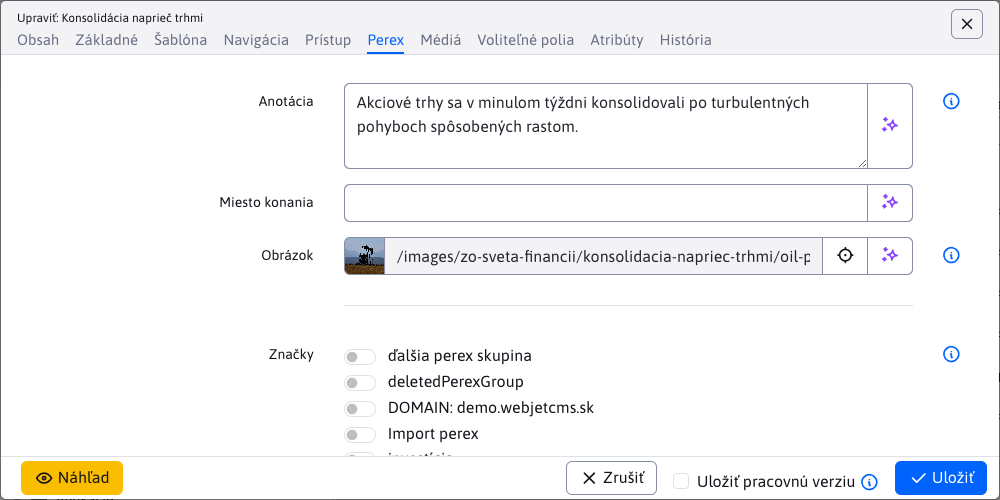 Upraviť: Konsolidácia naprieč trhmi
Obsah Základné Šablóna Navigácia Prístup Perex Médiá Voliteľné polia Atribúty História
Anotácia
Akciové trhy sa v minulom týždni konsolidovali po turbulentných
pohyboch spôsobených rastom.
Miesto konania
Obrázok
/images/zo-sveta-financii/konsolidacia-napriec-trhmi/oil-p
Značky
ďalšia perex skupina
deletedPerexGroup
DOMAIN: demo.webjetcms.sk
Import perex
Náhľad
Zrušiť
Uložiť pracovnú verziu
Uložiť